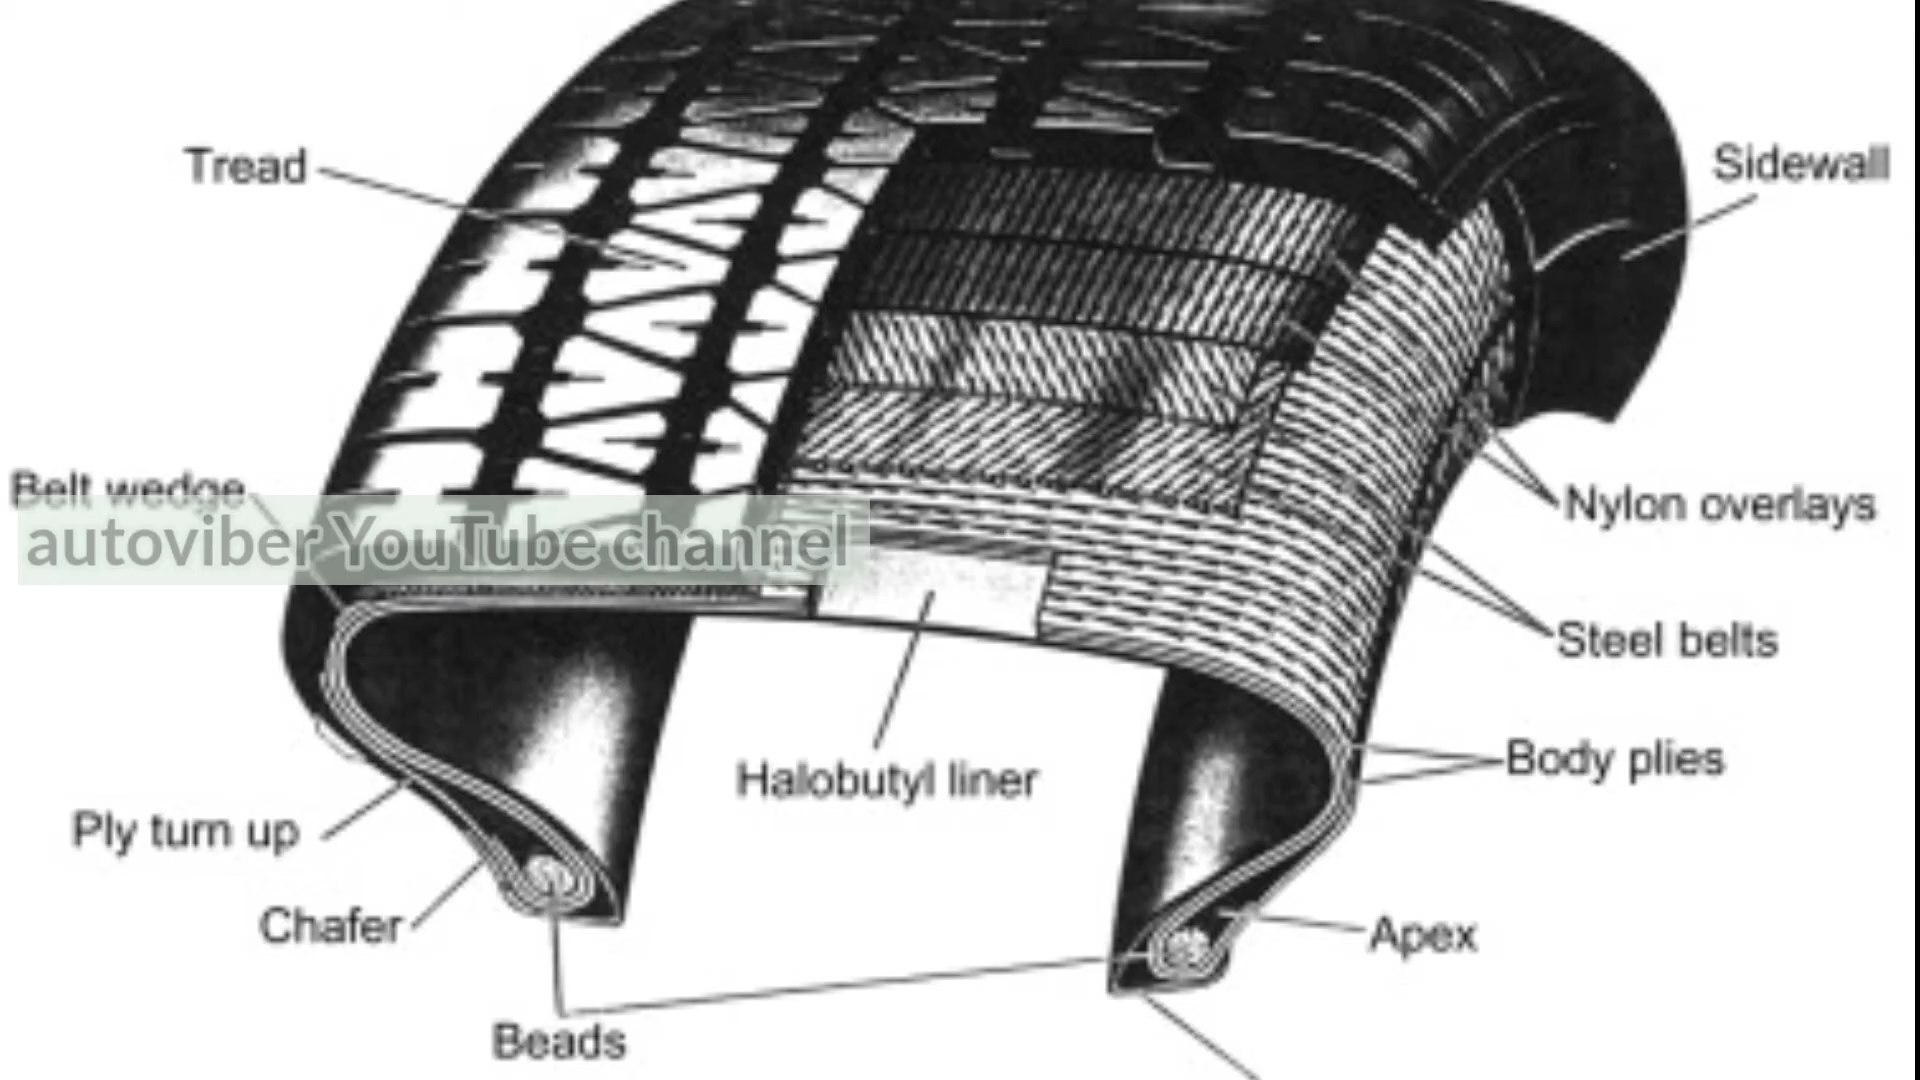 Tread
Sidewall
Belt wedge
Nylon overlays
autoviber YouTube channel
Steel belts
Body plies
Halobutyl liner
Ply turn up
Chafer
Apex
Beads